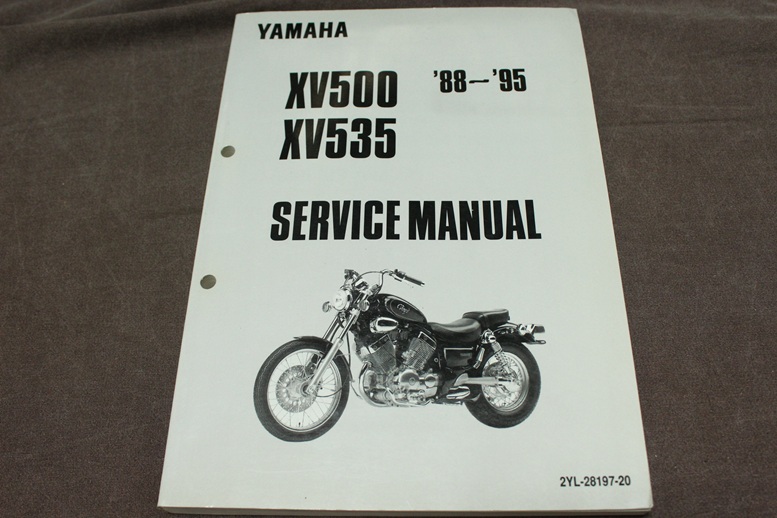 YAMAHA
XV500 '88–'95
XV535
SERVICE MANUAL
2YL-28197-20